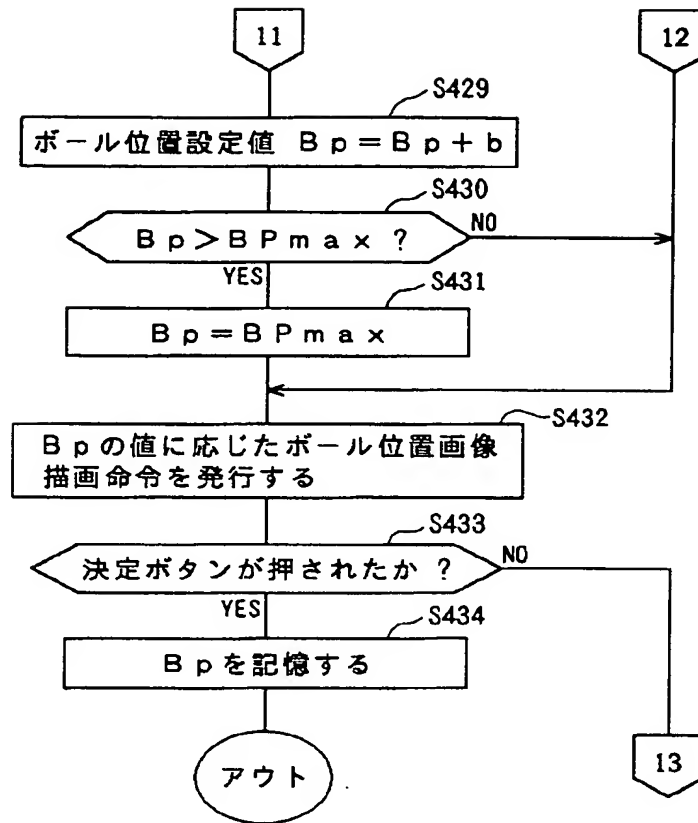 11
12
S429
ボール位置設定値 Bp=Bp+b
S430
Bp>BPmax ?
NO
YES
S431
Bp=BPmax
S432
Bpの値に応じたボール位置画像
描画命令を発行する
S433
決定ボタンが押されたか ?
NO
YES
S434
Bpを記憶する
アウト
13